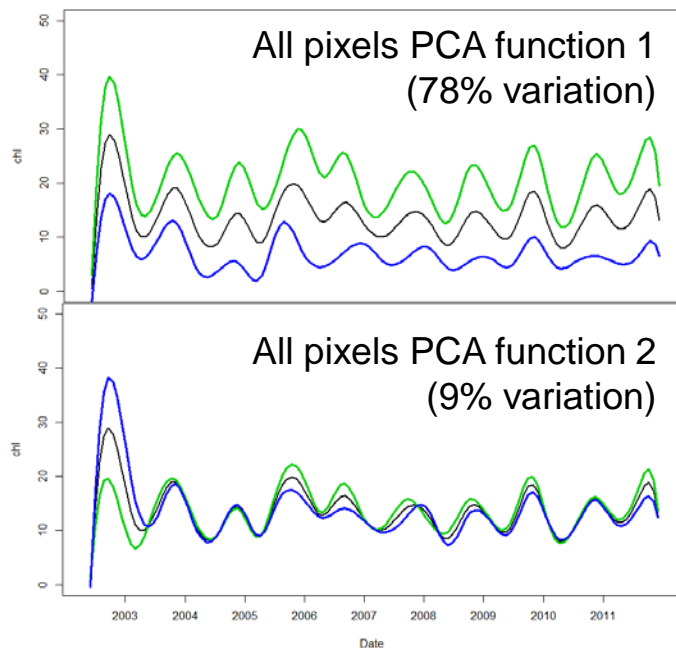 All pixels PCA function 1
(78% variation)
chl
50
40
30
20
10
0
All pixels PCA function 2
(9% variation)
chl
50
40
30
20
10
0
2003 2004 2005 2006 2007 2008 2009 2010 2011
Date